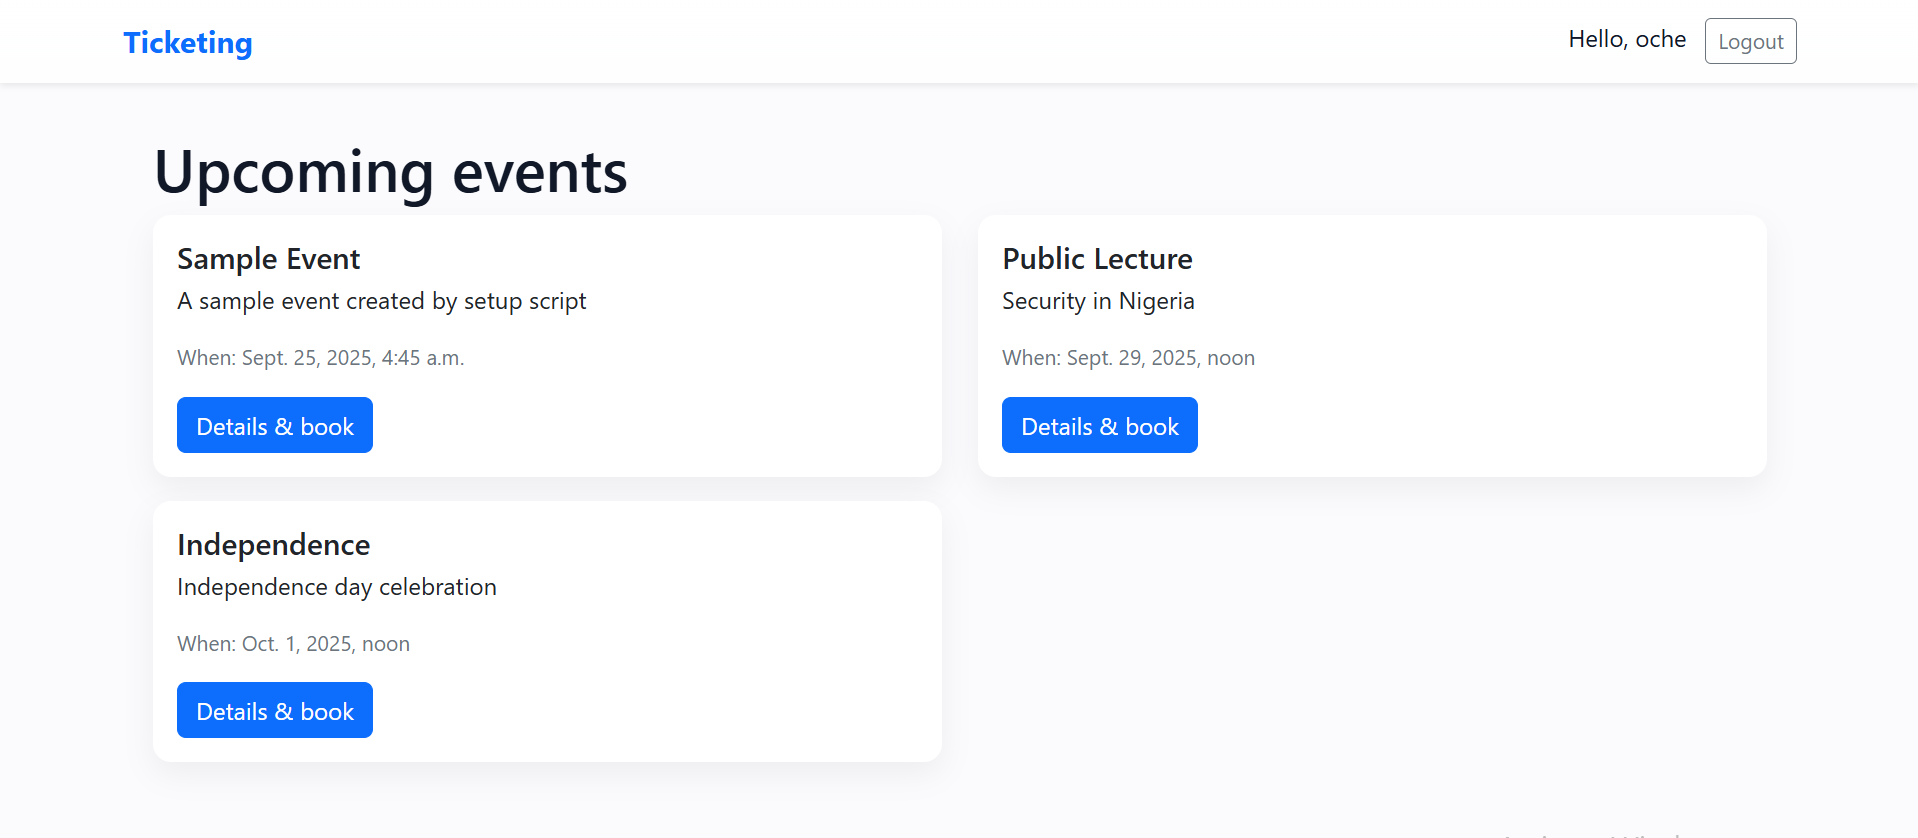 Ticketing
Hello, oche
Logout
Upcoming events
Sample Event
A sample event created by setup script
When: Sept. 25, 2025, 4:45 a.m.
Details & book
Public Lecture
Security in Nigeria
When: Sept. 29, 2025, noon
Details & book
Independence
Independence day celebration
When: Oct. 1, 2025, noon
Details & book